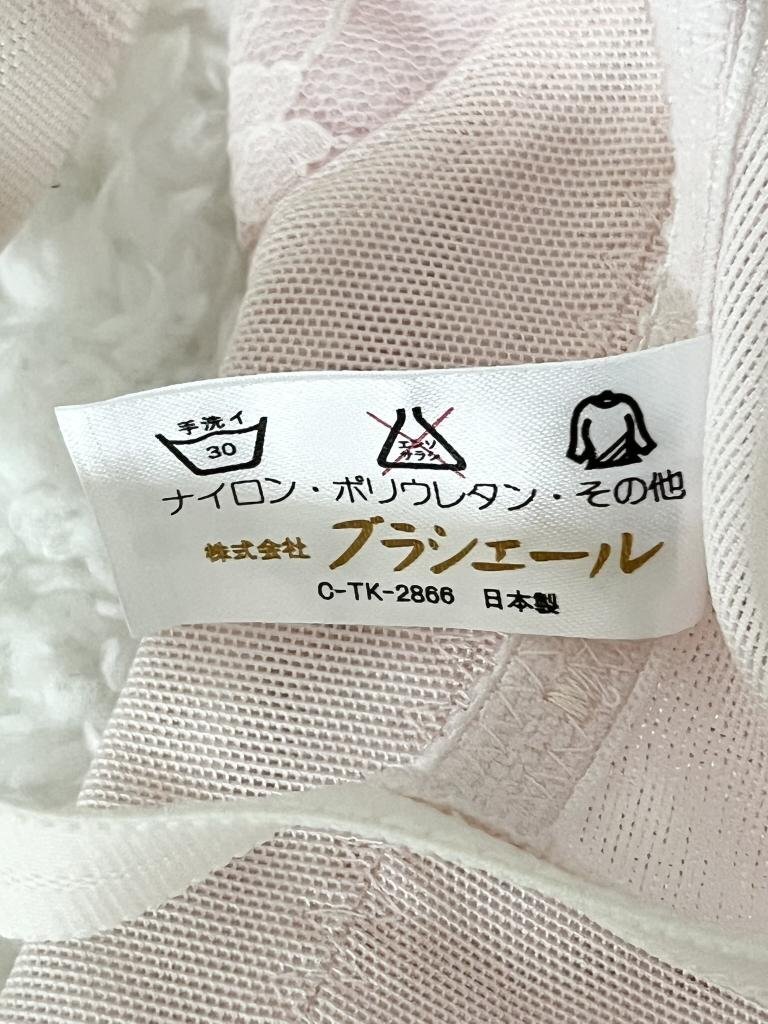 手洗イ
30
エンソ
サラシ
ナイロン・ポリウレタン・その他
株式会社 ブラシエール
C-TK-2866 日本製